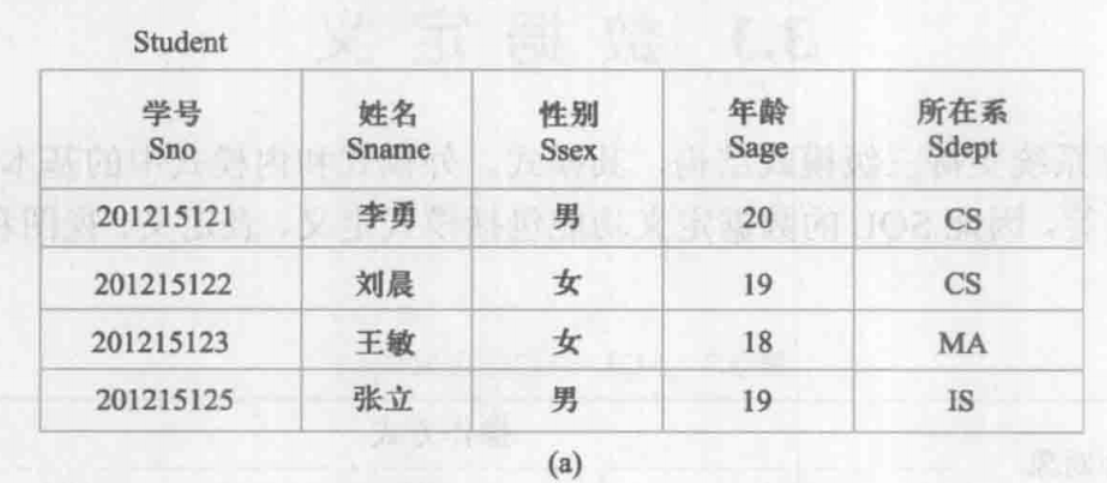 Student
学号 姓名 性别 年龄 所在系
Sno Sname Ssex Sage Sdept
201215121 李勇 男 20 CS
201215122 刘晨 女 19 CS
201215123 王敏 女 18 MA
201215125 张立 男 19 IS
(a)